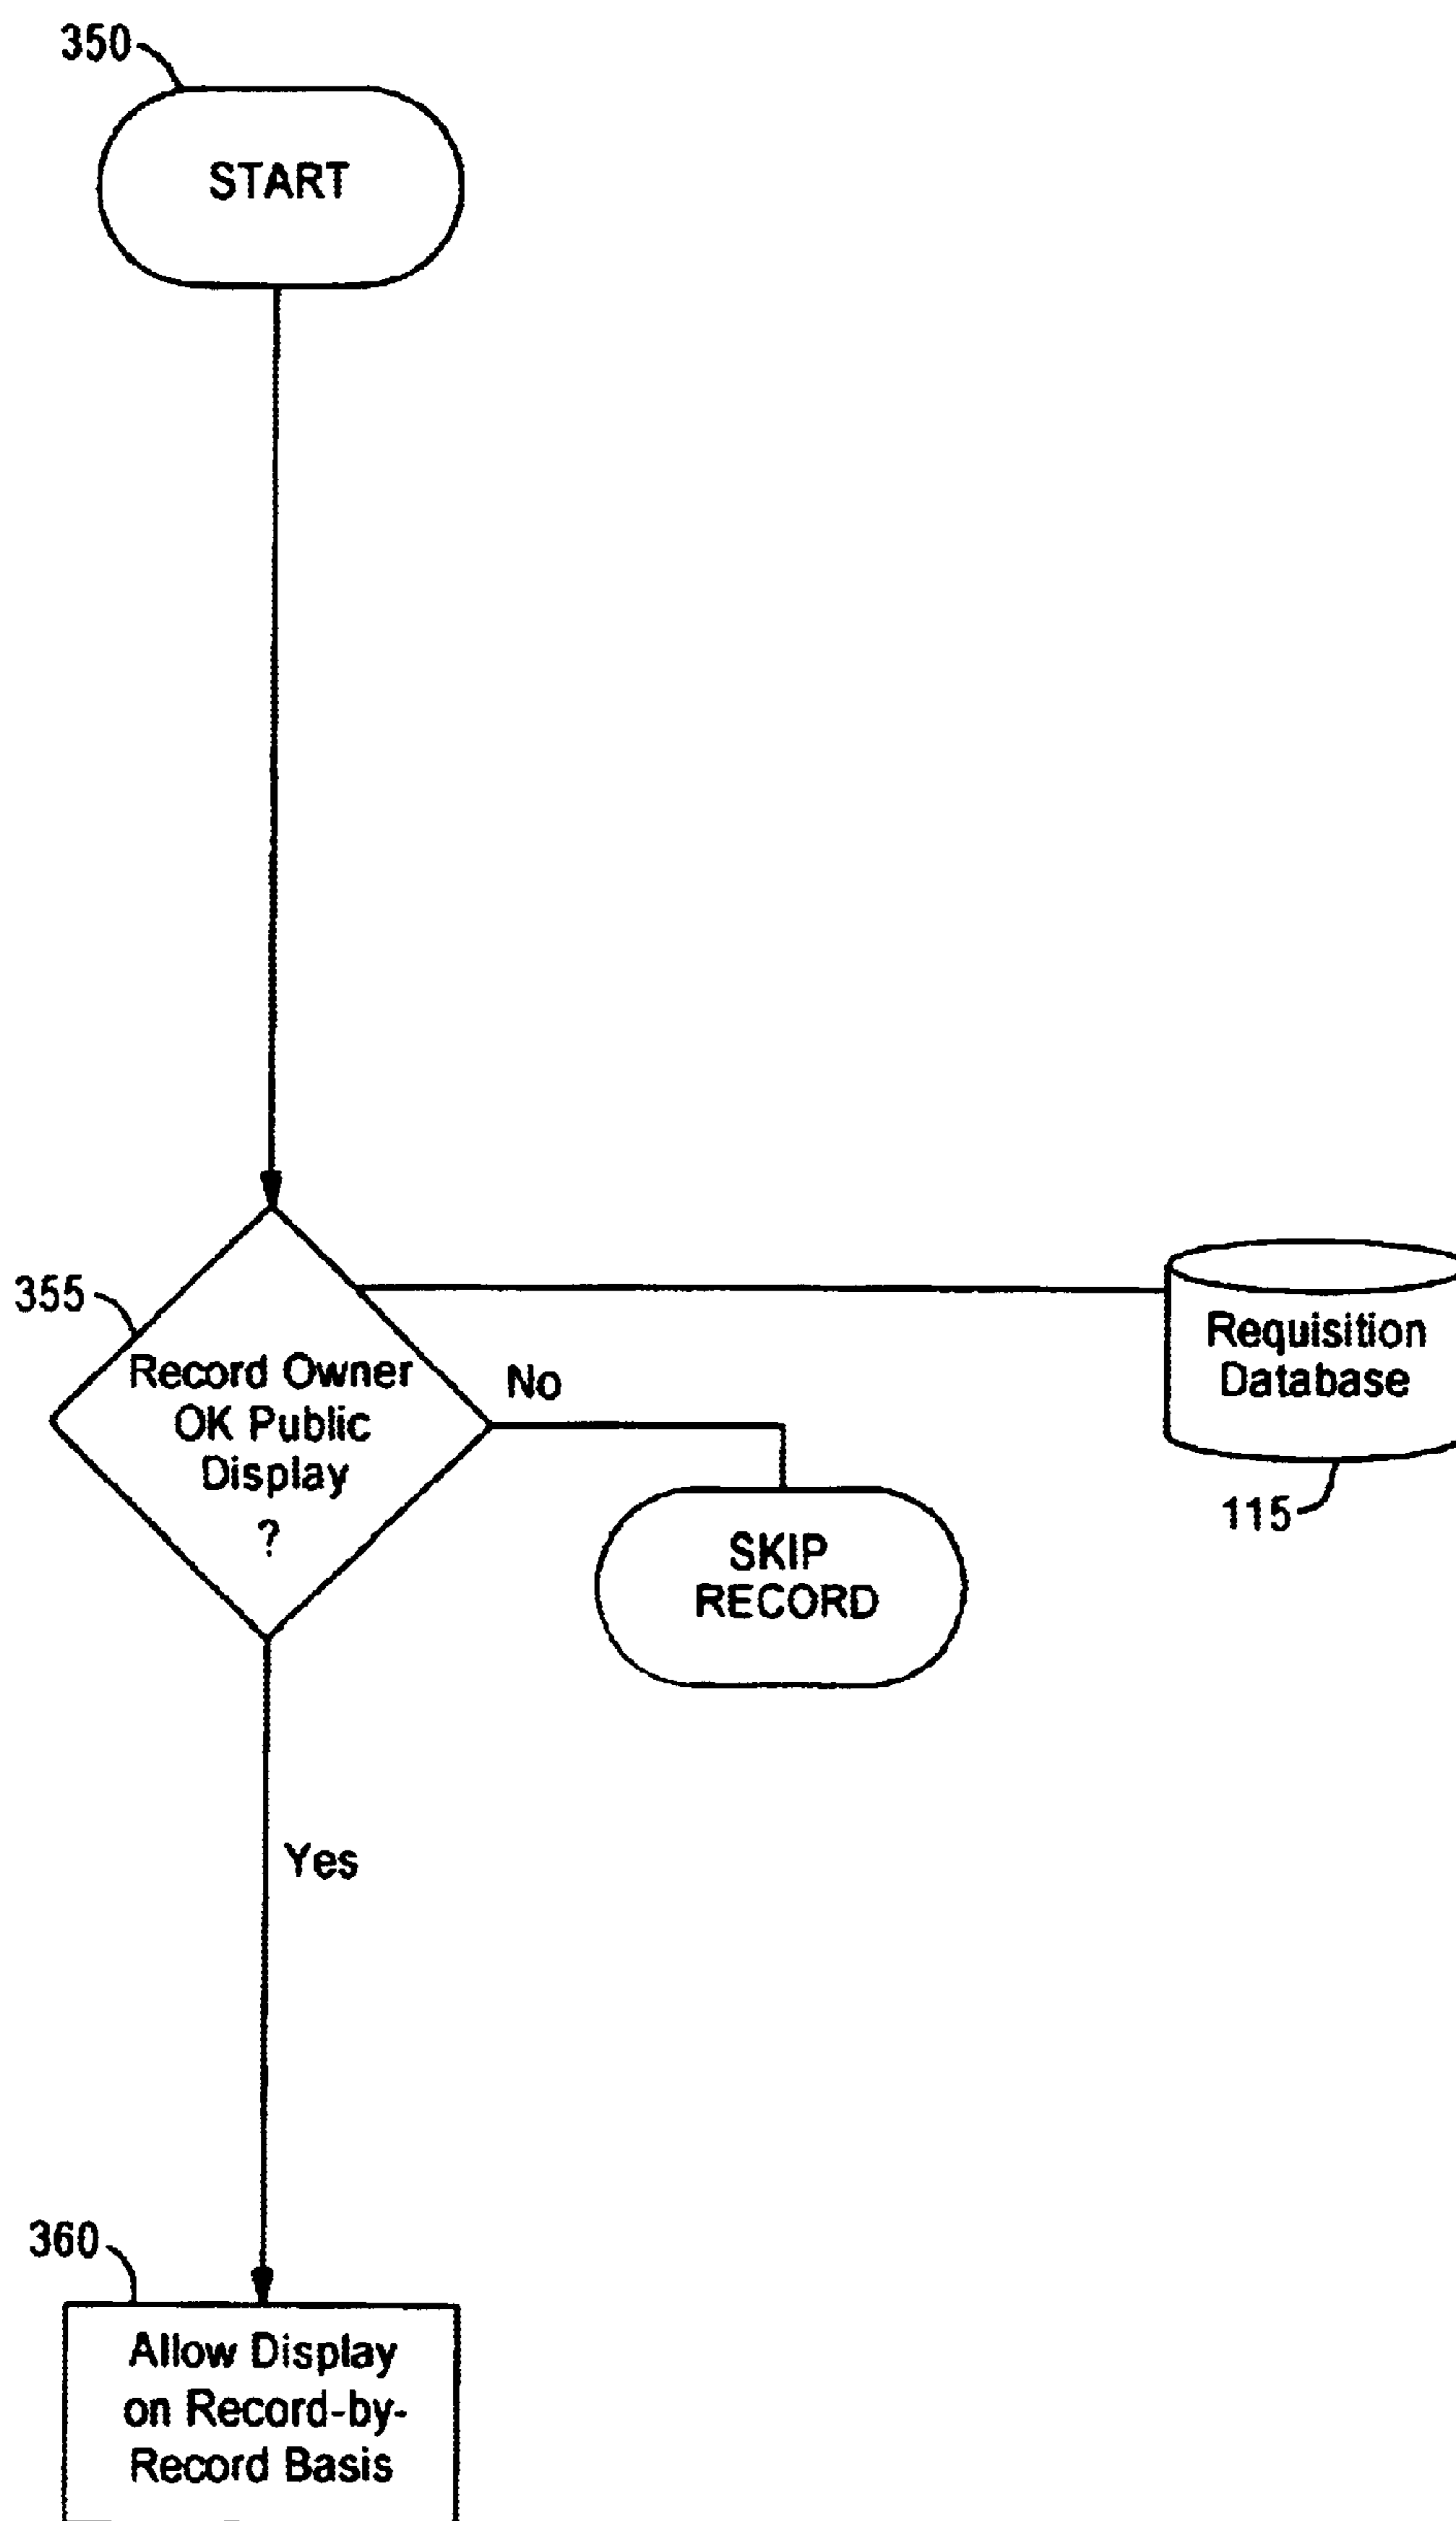 350
START
355
Record Owner
OK Public
Display
?
No
Requisition
Database
115
SKIP
RECORD
Yes
360
Allow Display
on Record-by-
Record Basis